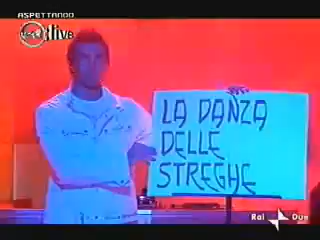 ASPETTANDO
live
LA DANZA
DELLE
STREGHE
Rai Due